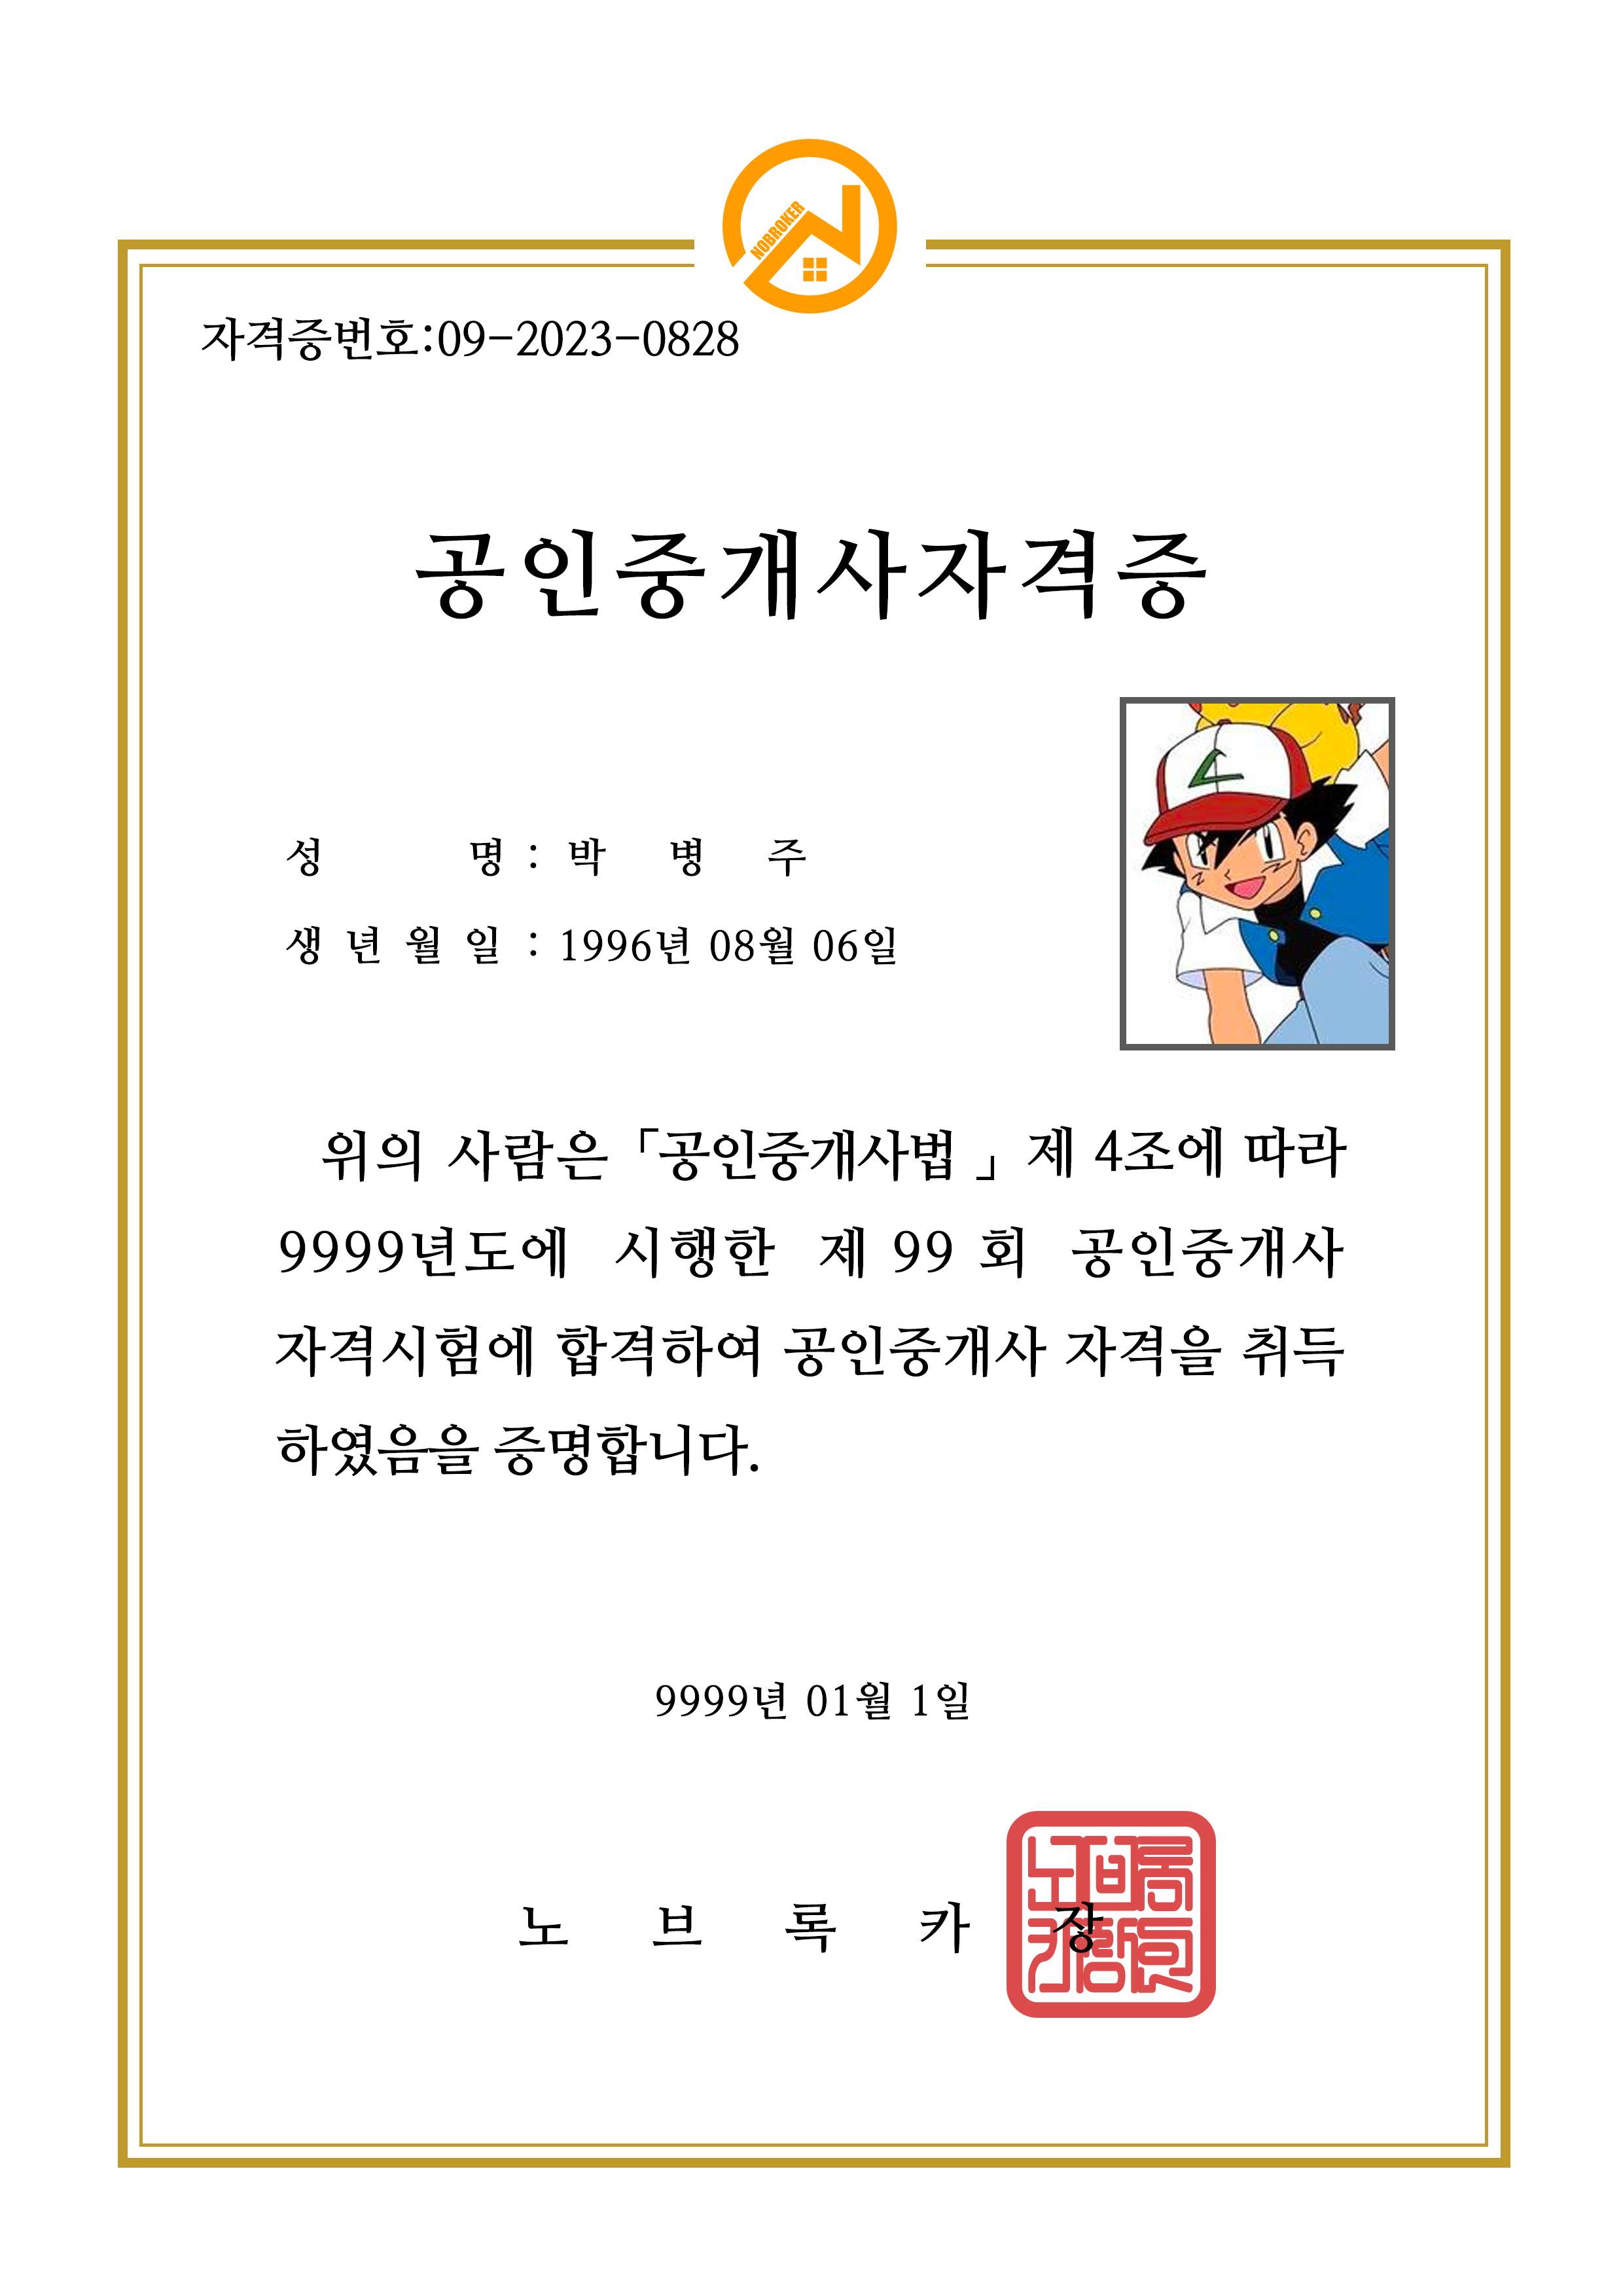 NOBROKER
자격증번호:09-2023-0828
공인중개사자격증
성 명 : 박 병 주
생 년 월 일 : 1996년 08월 06일
위의 사람은 「공인중개사법 」 제 4조에 따라
9999년도에 시행한 제 99 회 공인중개사
자격시험에 합격하여 공인중개사 자격을 취득
하였음을 증명합니다.
9999년 01월 1일
노 브 록 카 장